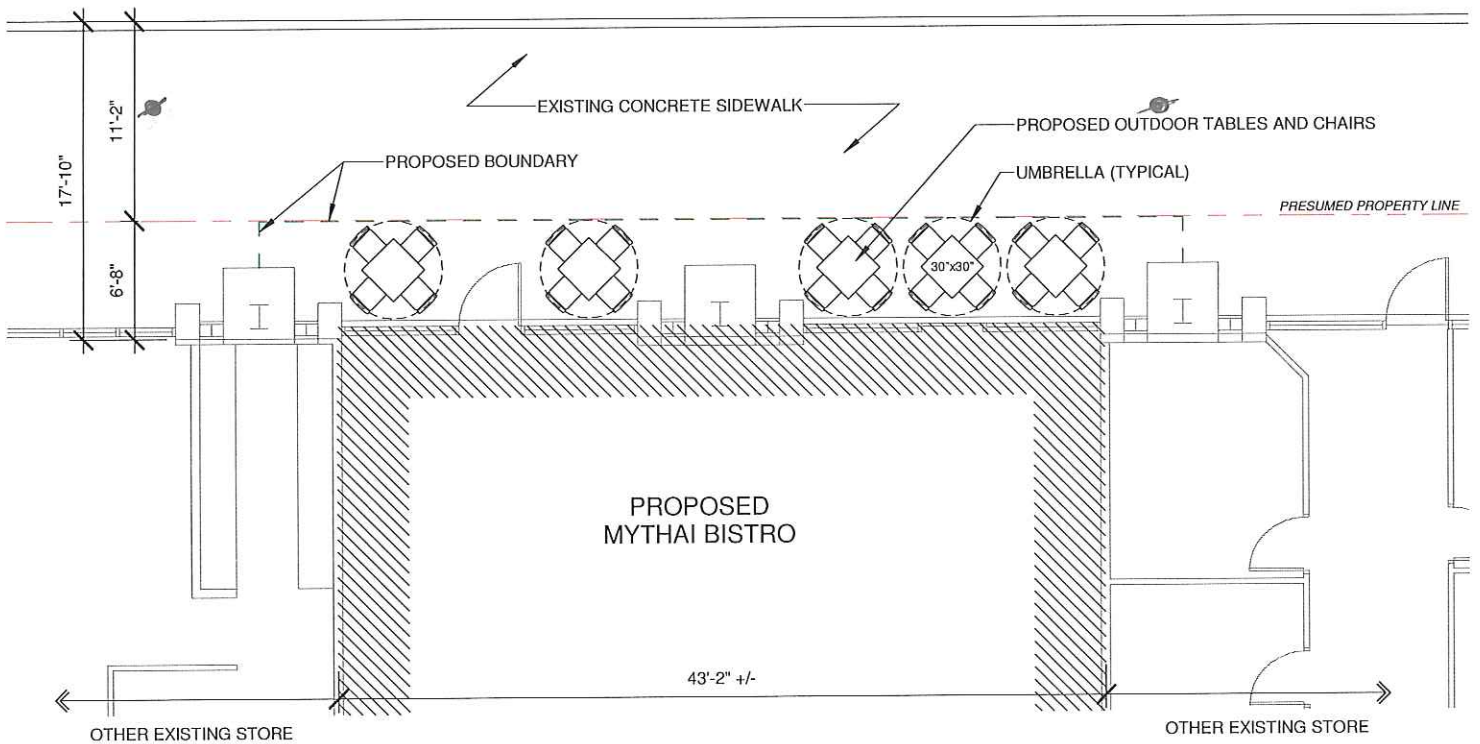 17'-10"
11'-2"
6'-8"
EXISTING CONCRETE SIDEWALK
PROPOSED OUTDOOR TABLES AND CHAIRS
PROPOSED BOUNDARY
UMBRELLA (TYPICAL)
PRESUMED PROPERTY LINE
30"x30"
PROPOSED
MYTHAI BISTRO
43'-2" +/-
OTHER EXISTING STORE
OTHER EXISTING STORE